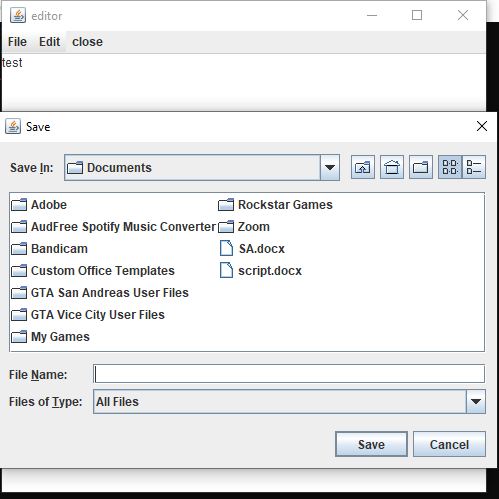 editor
File Edit close
test
Save
Save In: Documents
Adobe
AudFree Spotify Music Converter
Bandicam
Custom Office Templates
GTA San Andreas User Files
GTA Vice City User Files
My Games
Rockstar Games
Zoom
SA.docx
script.docx
File Name:
Files of Type: All Files
Save Cancel